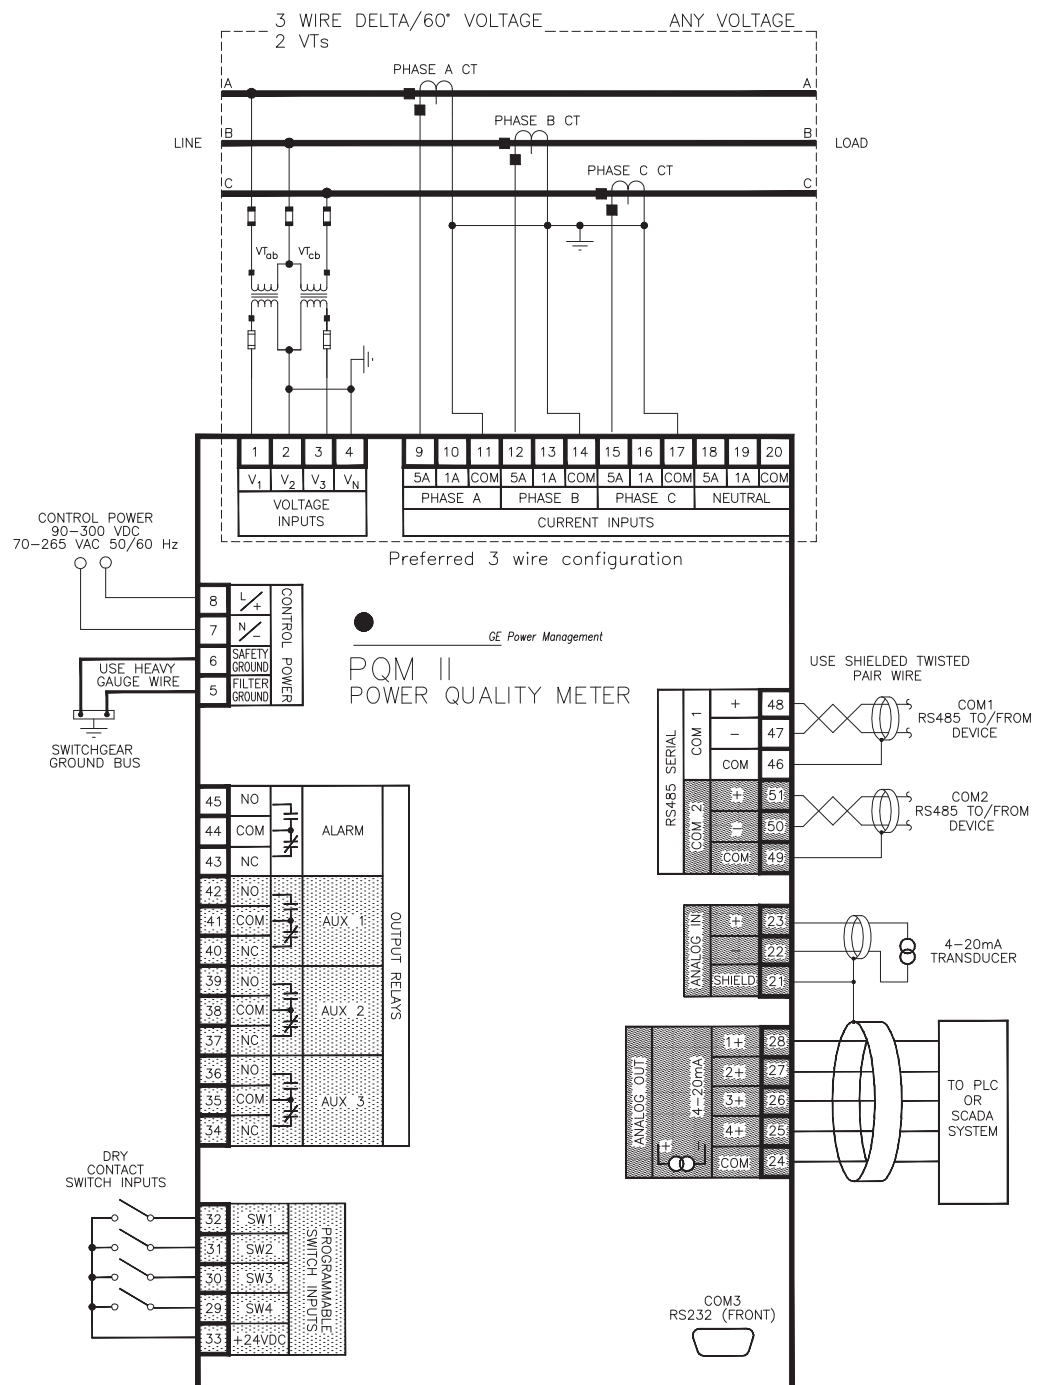 3 WIRE DELTA/60° VOLTAGE
2 VTs
ANY VOLTAGE
PHASE A CT
A
A
PHASE B CT
LINE
B
B
LOAD
PHASE C CT
C
C
VTab
VTcb
1 2 3 4
V1 V2 V3 VN
VOLTAGE
INPUTS
9 10 11 12 13 14 15 16 17 18 19 20
5A 1A COM 5A 1A COM 5A 1A COM 5A 1A COM
PHASE A PHASE B PHASE C NEUTRAL
CURRENT INPUTS
Preferred 3 wire configuration
CONTROL POWER
90-300 VDC
70-265 VAC 50/60 Hz
8 L/+
7 N/-
6 SAFETY
GROUND
5 FILTER
GROUND
CONTROL POWER
USE HEAVY
GAUGE WIRE
SWITCHGEAR
GROUND BUS
GE Power Management
PQM II
POWER QUALITY METER
USE SHIELDED TWISTED
PAIR WIRE
RS485 SERIAL
COM 1
+ 48
- 47
COM 46
COM1
RS485 TO/FROM
DEVICE
COM 2
+ 51
- 50
COM 49
COM2
RS485 TO/FROM
DEVICE
45 NO
44 COM
43 NC
ALARM
42 NO
41 COM
40 NC
AUX 1
39 NO
38 COM
37 NC
AUX 2
36 NO
35 COM
34 NC
AUX 3
OUTPUT RELAYS
ANALOG IN
+ 23
- 22
SHIELD 21
4-20mA
TRANSDUCER
ANALOG OUT
4-20mA
+ -
1+ 28
2+ 27
3+ 26
4+ 25
COM 24
TO PLC
OR
SCADA
SYSTEM
DRY
CONTACT
SWITCH INPUTS
32 SW1
31 SW2
30 SW3
29 SW4
33 +24VDC
PROGRAMMABLE
SWITCH INPUTS
COM3
RS232 (FRONT)